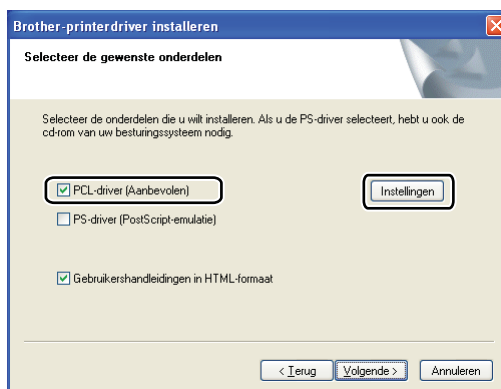 Brother-printerdriver installeren
Selecteer de gewenste onderdelen
Selecteer de onderdelen die u wilt installeren. Als u de PS-driver selecteert, hebt u ook de
cd-rom van uw besturingssysteem nodig.
PCL-driver (Aanbevolen)
Instellingen
PS-driver (PostScript-emulatie)
Gebruikershandleidingen in HTML-formaat
< Terug
Volgende >
Annuleren